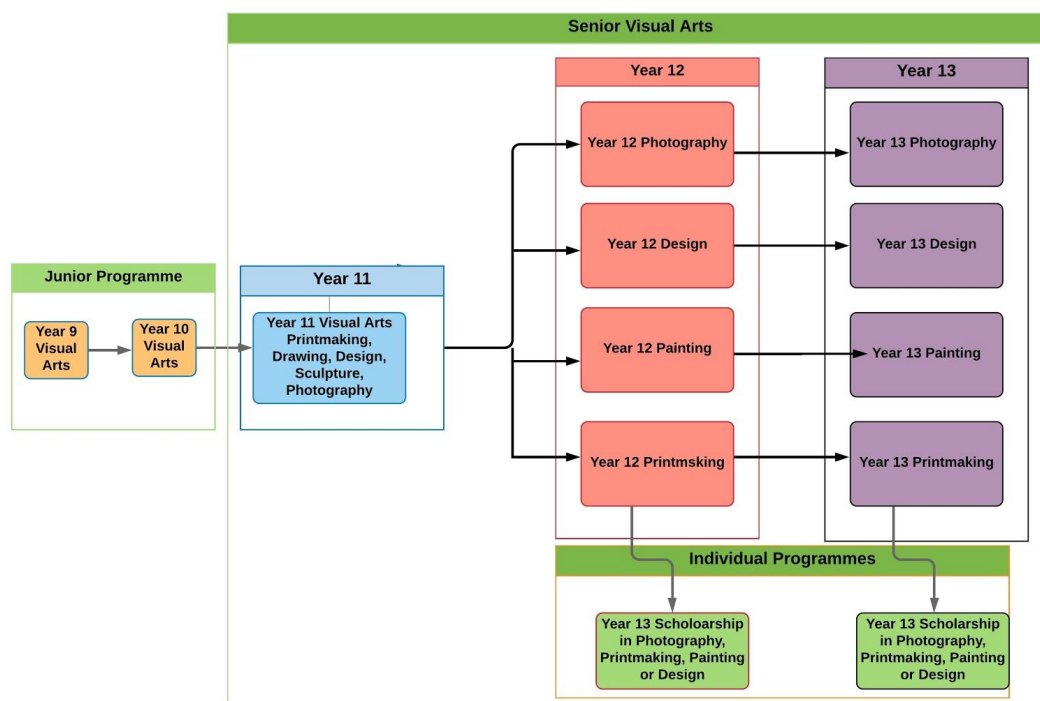 Senior Visual Arts
Year 12
Year 13
Year 12 Photography
Year 13 Photography
Year 12 Design
Year 13 Design
Junior Programme
Year 11
Year 9
Visual
Arts
Year 10
Visual
Arts
Year 11 Visual Arts
Printmaking,
Drawing, Design,
Sculpture,
Photography
Year 12 Painting
Year 13 Painting
Year 12 Printmsking
Year 13 Printmaking
Individual Programmes
Year 13 Scholoarship
in Photography,
Printmaking, Painting
or Design
Year 13 Scholarship
in Photography,
Printmaking, Painting
or Design